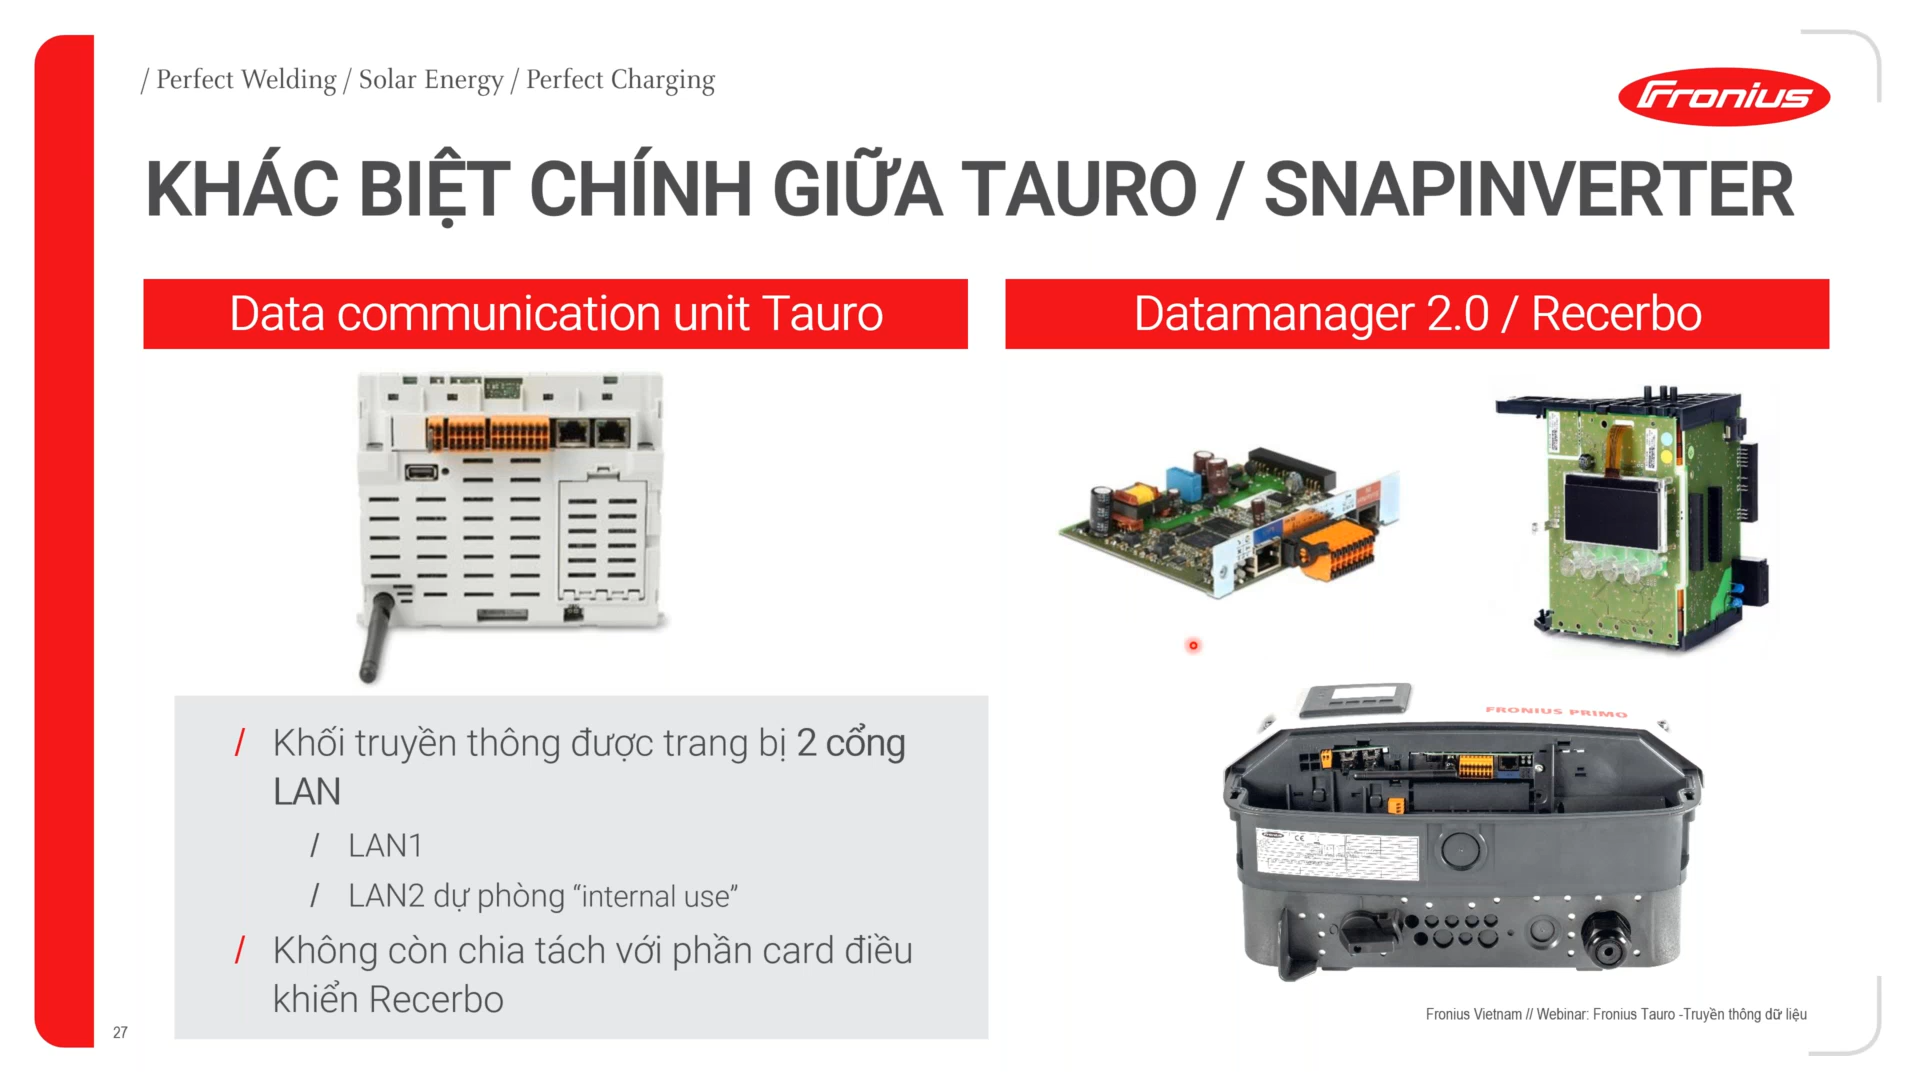 / Perfect Welding / Solar Energy / Perfect Charging
Fronius
KHÁC BIỆT CHÍNH GIỮA TAURO / SNAPINVERTER
Data communication unit Tauro
Datamanager 2.0 / Recerbo
FRONIUS PRIMO
/ Khối truyền thông được trang bị 2 cổng
LAN
/ LAN1
/ LAN2 dự phòng “internal use”
/ Không còn chia tách với phần card điều
khiển Recerbo
Fronius Vietnam // Webinar: Fronius Tauro -Truyền thông dữ liệu
27